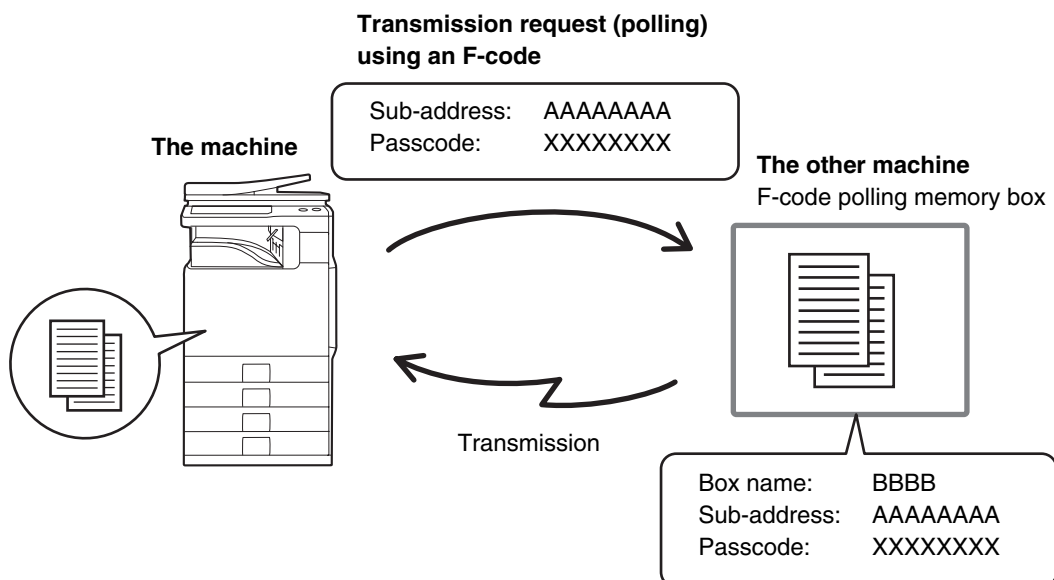 Transmission request (polling)
using an F-code
Sub-address: AAAAAAAA
Passcode: XXXXXXXX
The machine
The other machine
F-code polling memory box
Transmission
Box name: BBBB
Sub-address: AAAAAAAA
Passcode: XXXXXXXX